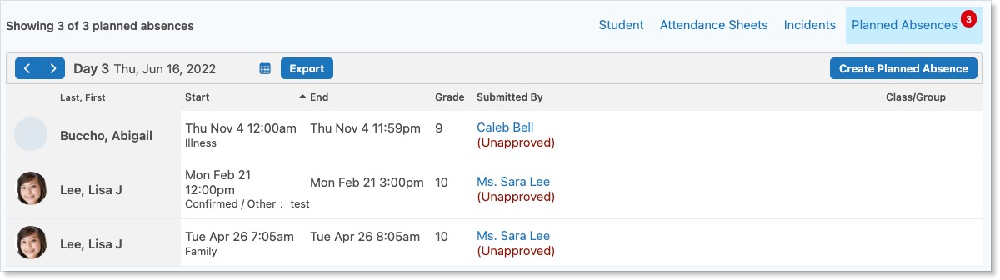 Showing 3 of 3 planned absences
Student Attendance Sheets Incidents Planned Absences 3
Day 3 Thu, Jun 16, 2022 Export Create Planned Absence
Last, First Start End Grade Submitted By Class/Group
Buccho, Abigail Thu Nov 4 12:00am Thu Nov 4 11:59pm 9 Caleb Bell
Illness (Unapproved)
Lee, Lisa J Mon Feb 21 Mon Feb 21 3:00pm 10 Ms. Sara Lee
12:00pm (Unapproved)
Confirmed / Other : test
Lee, Lisa J Tue Apr 26 7:05am Tue Apr 26 8:05am 10 Ms. Sara Lee
Family (Unapproved)